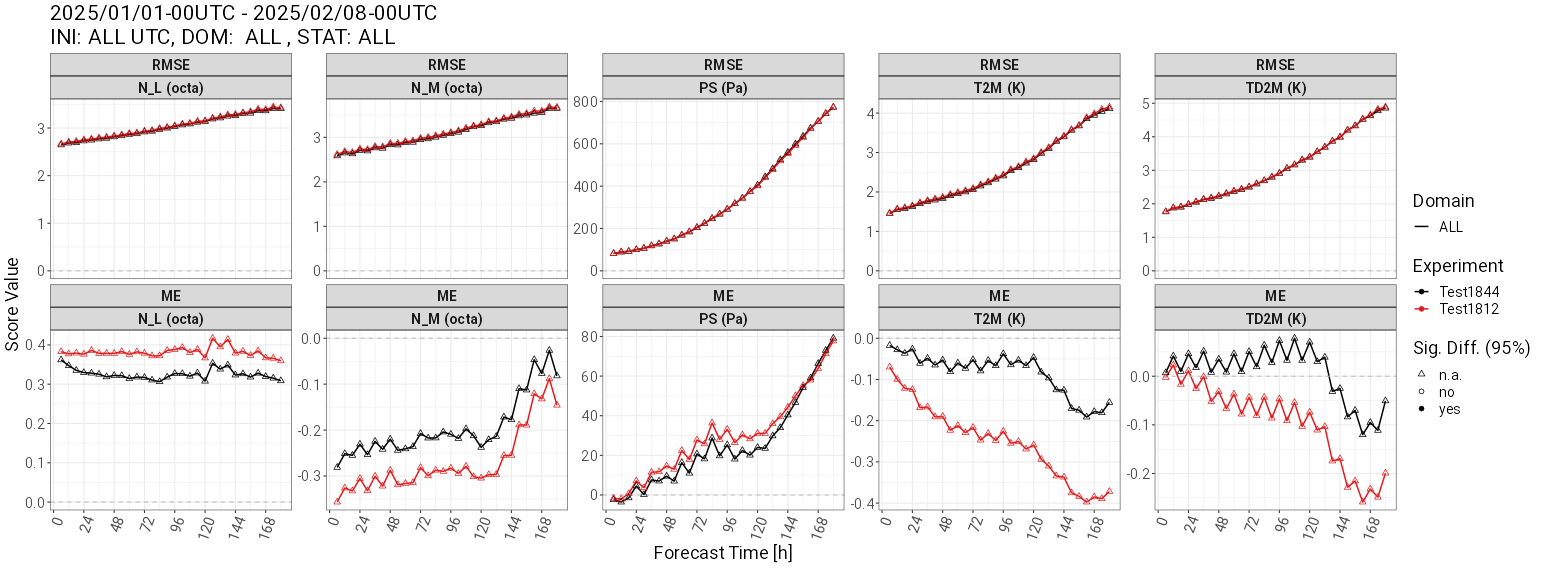 2025/01/01-00UTC - 2025/02/08-00UTC
INI: ALL UTC, DOM:  ALL , STAT: ALL
RMSE RMSE RMSE RMSE RMSE
N_L (octa) N_M (octa) PS (Pa) T2M (K) TD2M (K)
3
2
1
0
3
2
1
0
800
600
400
200
0
4
3
2
1
0
5
4
3
2
1
0
ME ME ME ME ME
N_L (octa) N_M (octa) PS (Pa) T2M (K) TD2M (K)
0.4
0.3
0.2
0.1
0.0
0.0
-0.1
-0.2
-0.3
80
60
40
20
0
0.0
-0.1
-0.2
-0.3
-0.4
0.0
-0.1
-0.2
0 24 48 72 96 120 144 168
0 24 48 72 96 120 144 168
0 24 48 72 96 120 144 168
0 24 48 72 96 120 144 168
0 24 48 72 96 120 144 168
Score Value
Forecast Time [h]
Domain
ALL
Experiment
Test1844
Test1812
Sig. Diff. (95%)
n.a.
no
yes